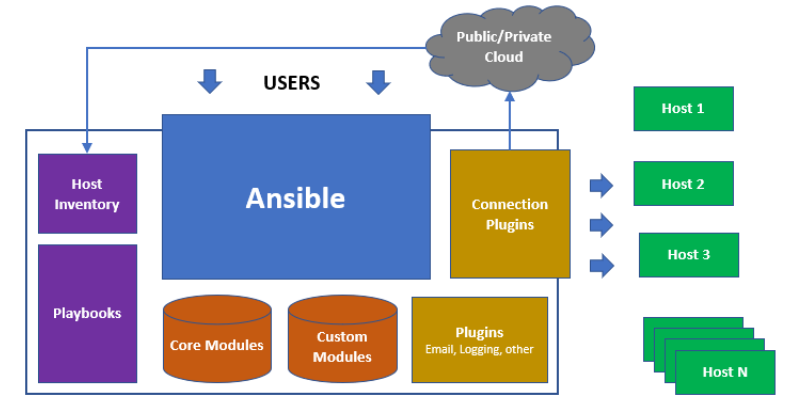 Public/Private
Cloud
USERS
Host 1
Ansible
Host
Inventory
Connection
Plugins
Host 2
Host 3
Playbooks
Core Modules
Custom
Modules
Plugins
Email, Logging, other
Host N